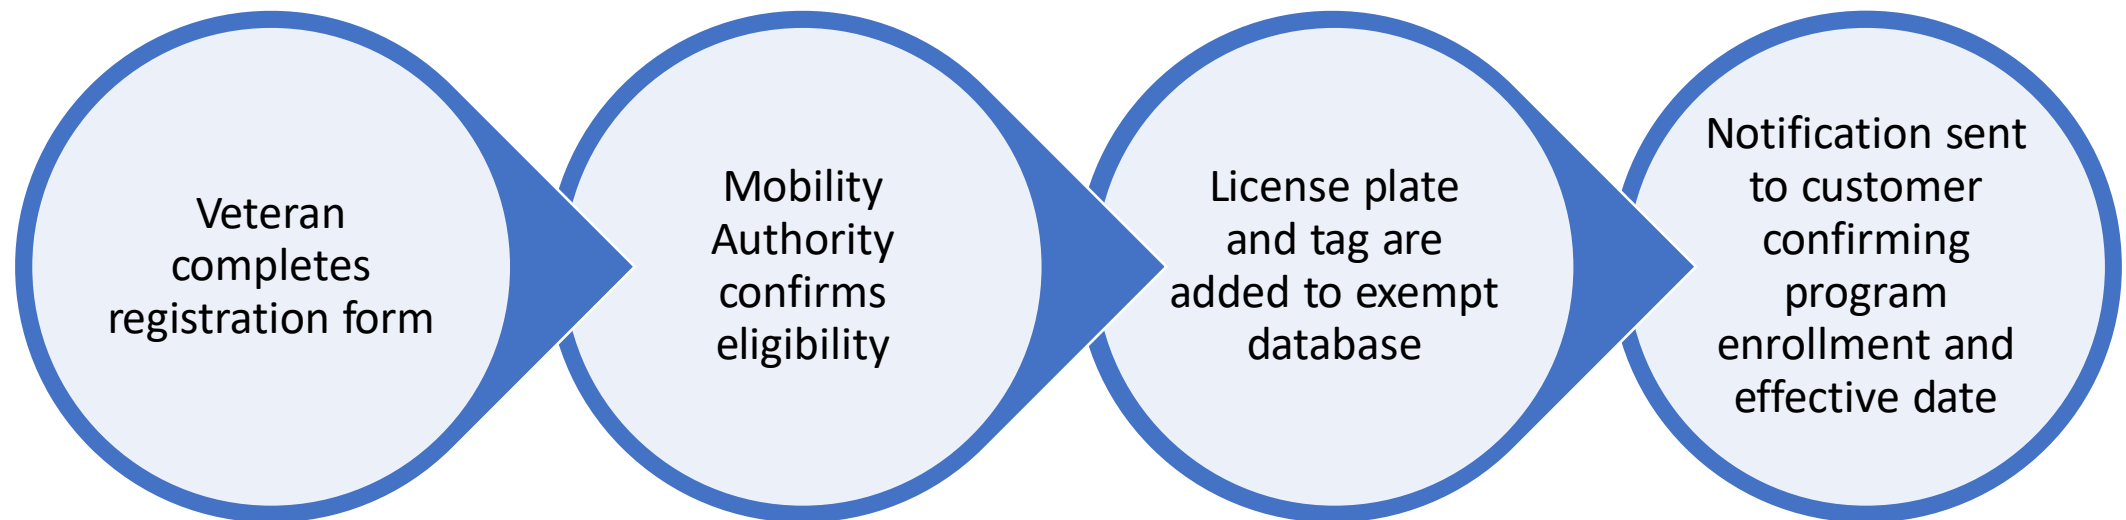 Veteran
completes
registration form
Mobility
Authority
confirms
eligibility
License plate
and tag are
added to exempt
database
Notification sent
to customer
confirming
program
enrollment and
effective date